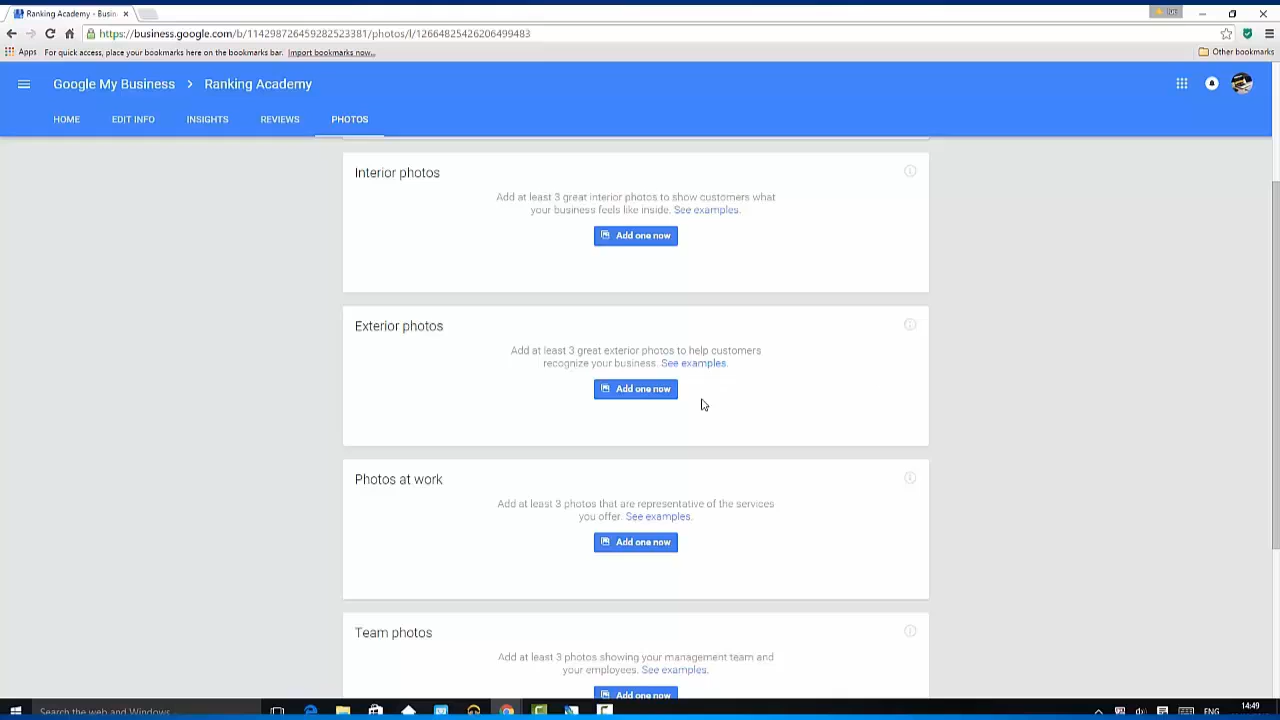 Ranking Academy - Busin
https://business.google.com/b/114298726459282523381/photos/l/12664825426206499483
Apps For quick access, place your bookmarks here on the bookmarks bar. Import bookmarks now... Other bookmarks
Google My Business > Ranking Academy
HOME EDIT INFO INSIGHTS REVIEWS PHOTOS
Interior photos
Add at least 3 great interior photos to show customers what
your business feels like inside. See examples.
Add one now
Exterior photos
Add at least 3 great exterior photos to help customers
recognize your business. See examples.
Add one now
Photos at work
Add at least 3 photos that are representative of the services
you offer. See examples.
Add one now
Team photos
Add at least 3 photos showing your management team and
your employees. See examples.
Add one now
Search the web and Windows ENG 14:49